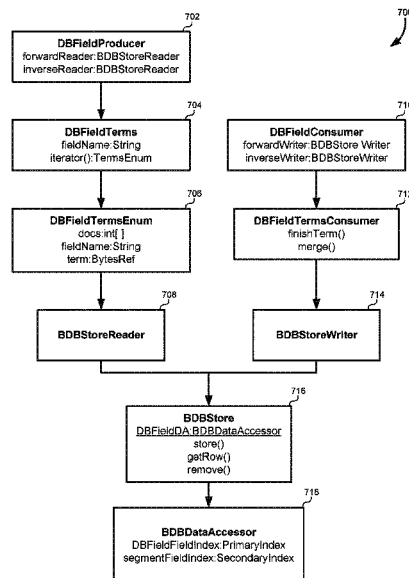 700
702
DBFieldProducer
forwardReader:BDBStoreReader
inverseReader:BDBStoreReader
704
DBFieldTerms
fieldName:String
iterator():TermsEnum
706
DBFieldTermsEnum
docs:int[ ]
fieldName:String
term:BytesRef
708
BDBStoreReader
710
DBFieldConsumer
forwardWriter:BDBStore Writer
inverseWriter:BDBStoreWriter
712
DBFieldTermsConsumer
finishTerm()
merge()
714
BDBStoreWriter
716
BDBStore
DBFieldDA:BDBDataAccessor
store()
getRow()
remove()
718
BDBDataAccessor
DBFieldFieldIndex:PrimaryIndex
segmentFieldIndex:SecondaryIndex